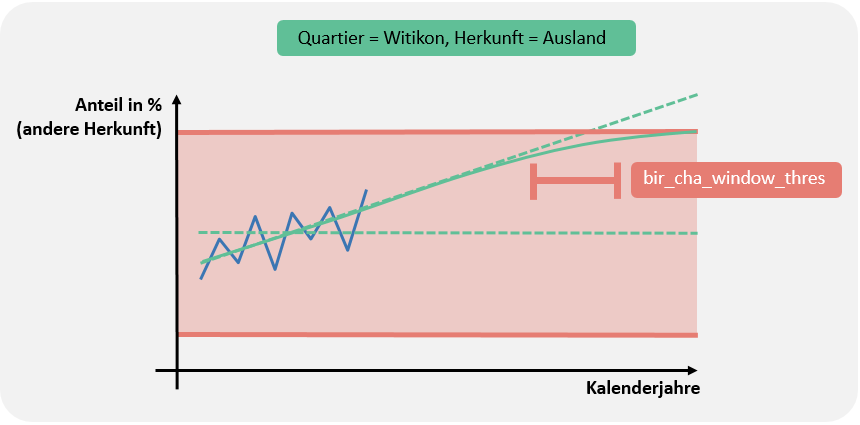 Quartier = Witikon, Herkunft = Ausland
Anteil in %
(andere Herkunft)
bir_cha_window_thres
Kalenderjahre